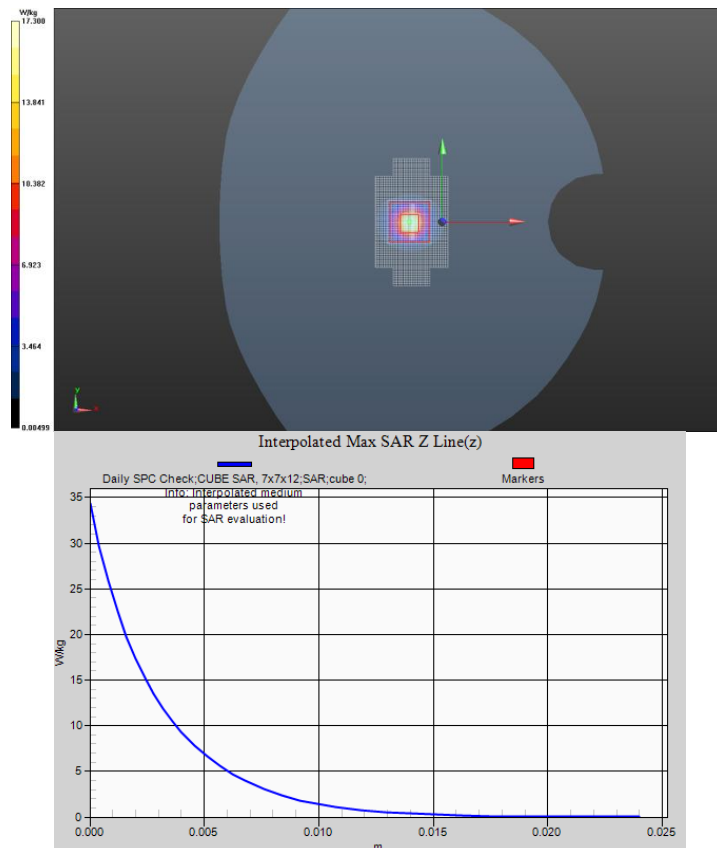 W/kg
17.300
13.841
10.382
6.923
3.464
0.00499
Y
X
Interpolated Max SAR Z Line(z)
Daily SPC Check;CUBE SAR, 7x7x12;SAR;cube 0;
Info: Interpolated medium
parameters used
for SAR evaluation!
Markers
W/kg
36
30
25
20
15
10
5
0
0.000
0.005
0.010
0.015
0.020
0.025
m